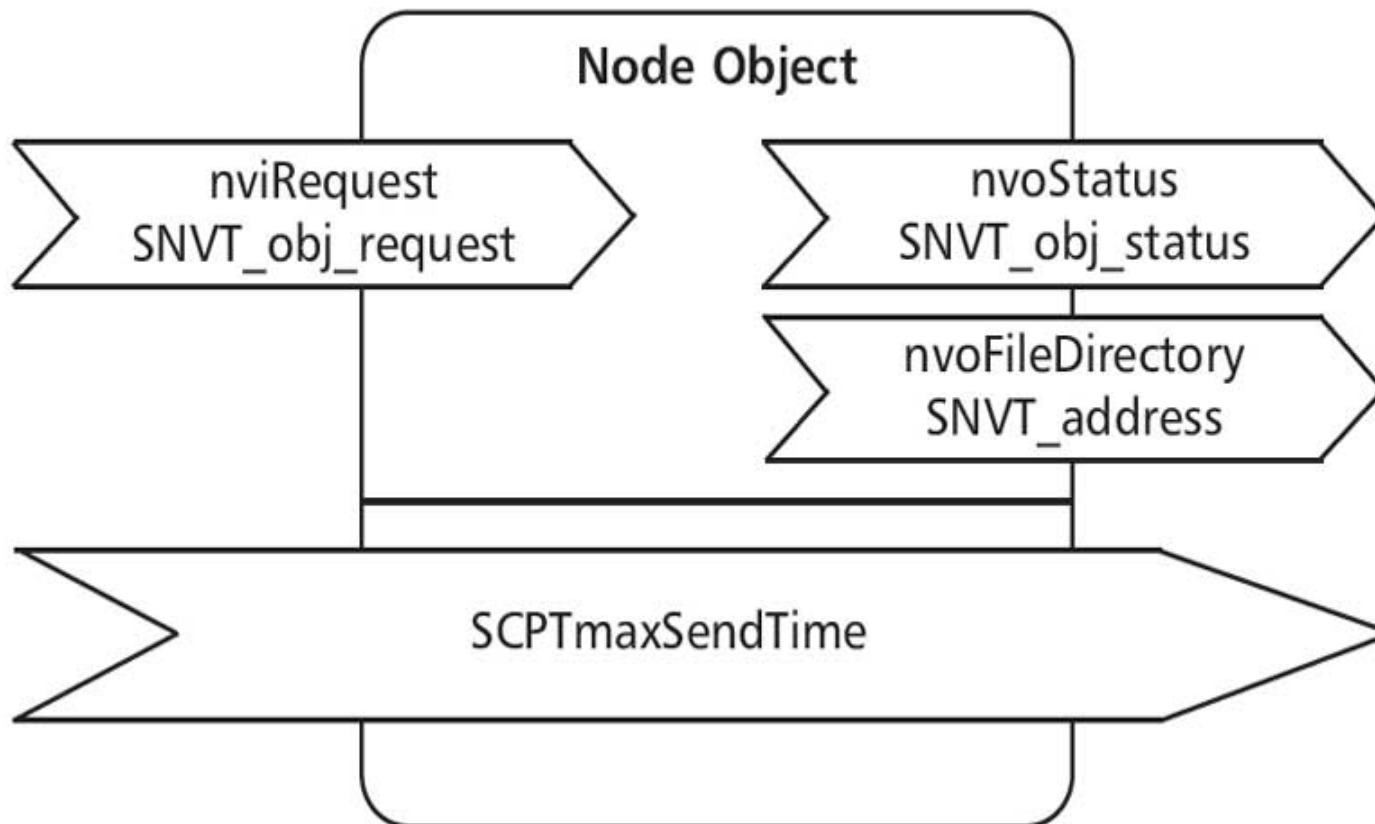 Node Object
nviRequest
SNVT_obj_request
nvoStatus
SNVT_obj_status
nvoFileDirectory
SNVT_address
SCPTmaxSendTime